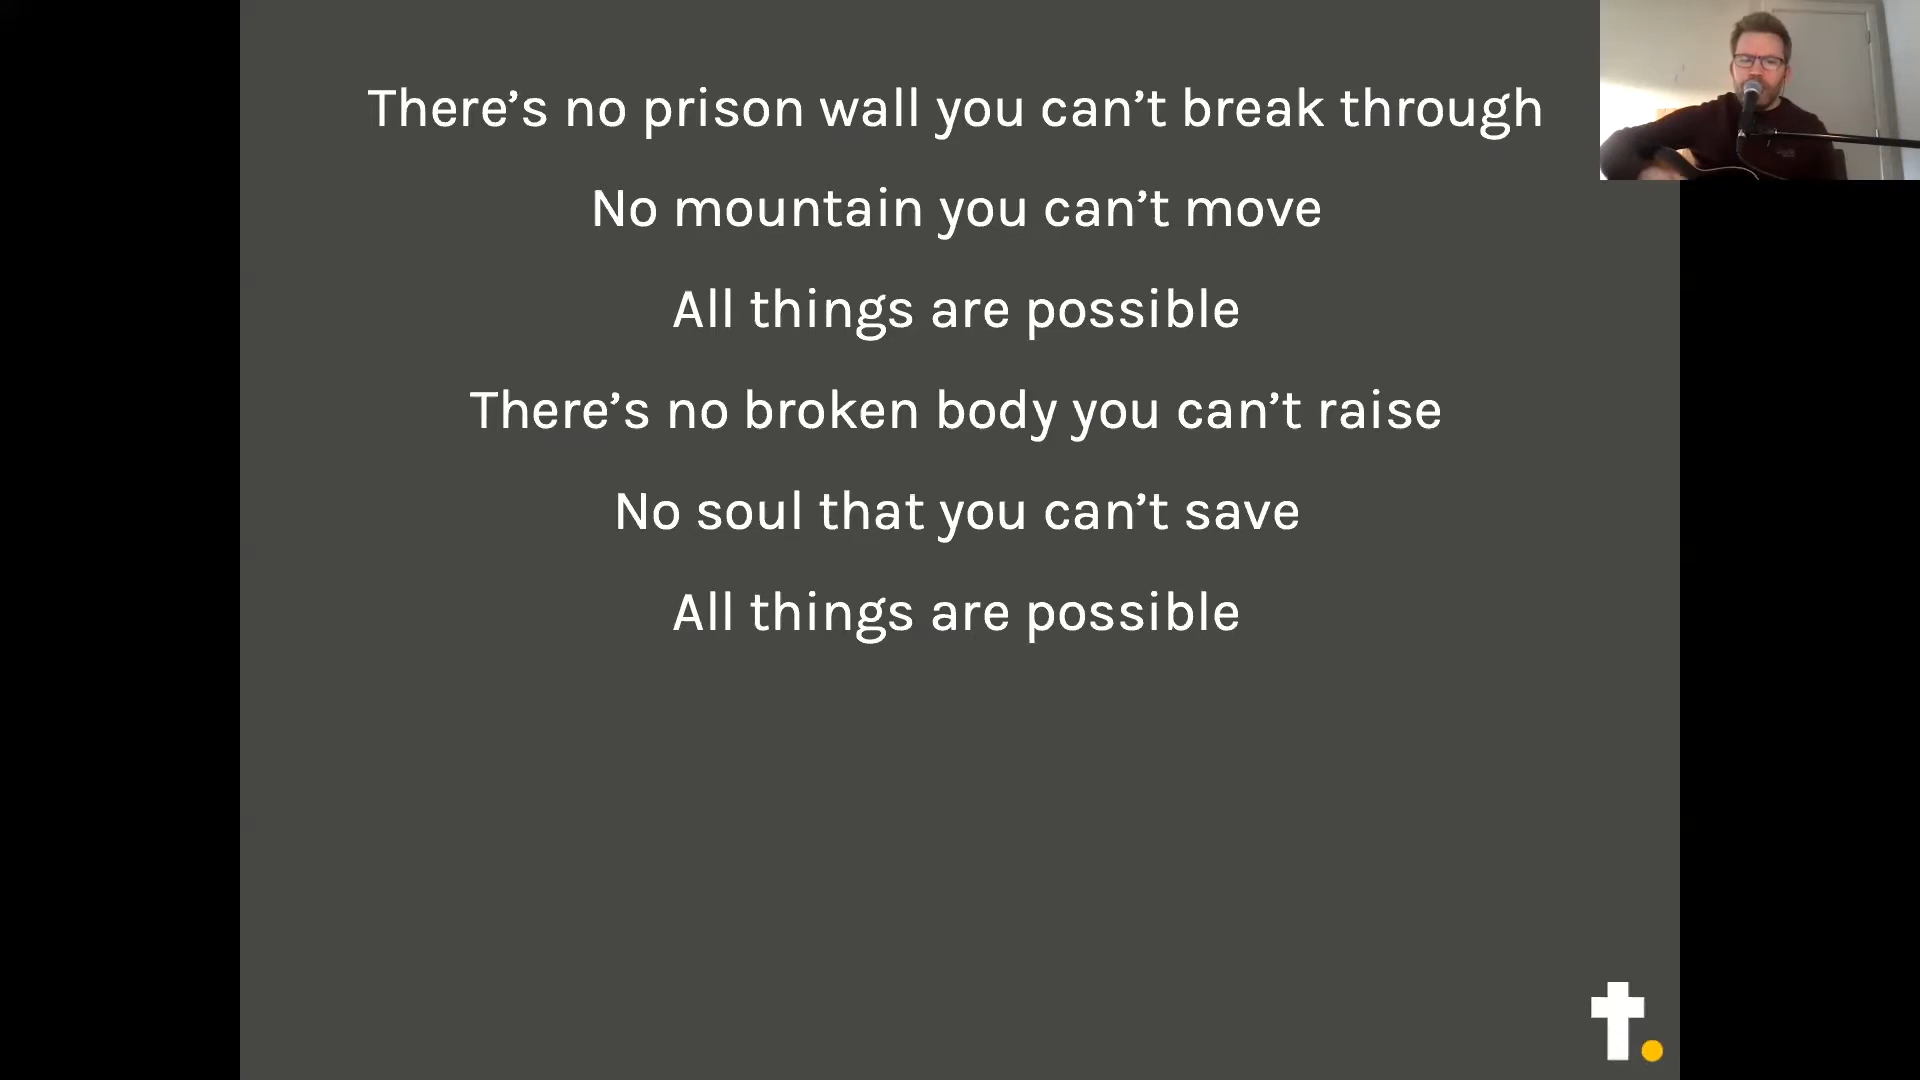 There’s no prison wall you can’t break through
No mountain you can’t move
All things are possible
There’s no broken body you can’t raise
No soul that you can’t save
All things are possible